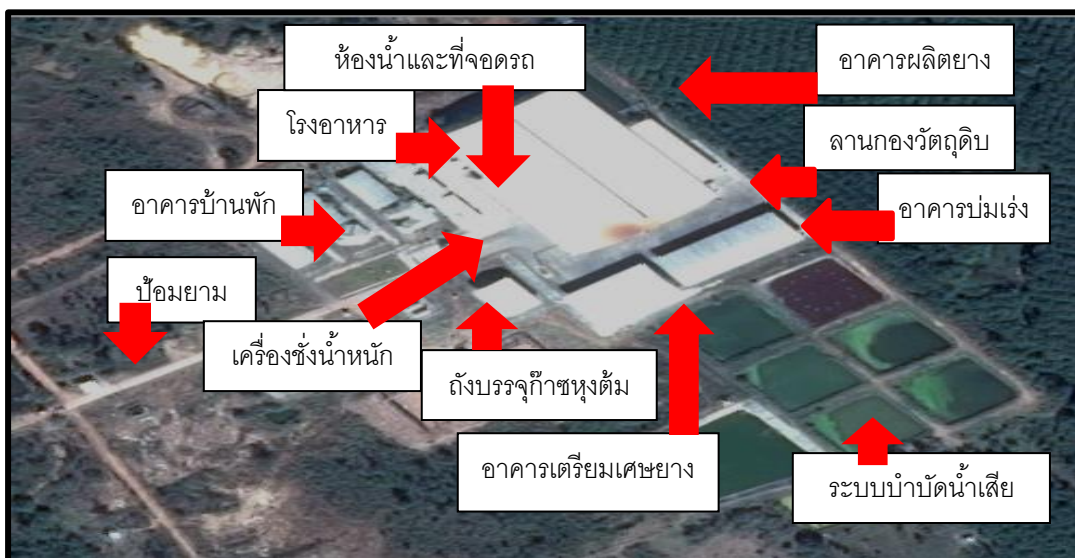 ห้องน้ำและที่จอดรถ
อาคารผลิตยาง
โรงอาหาร
ลานกองวัตถุดิบ
อาคารบ้านพัก
อาคารบ่มเร่ง
ป้อมยาม
เครื่องชั่งน้ำหนัก
ถังบรรจุก๊าซหุงต้ม
อาคารเตรียมเศษยาง
ระบบบำบัดน้ำเสีย